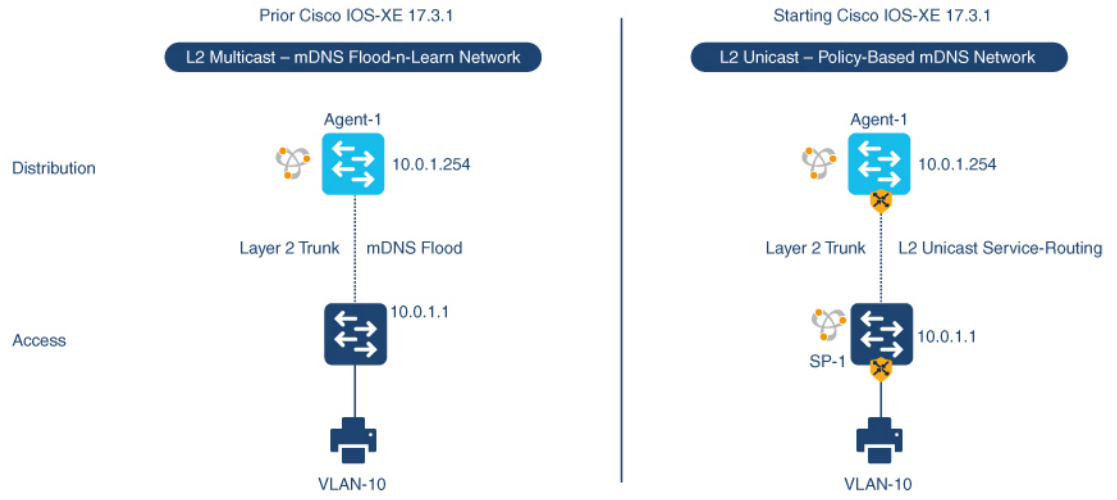 Prior Cisco IOS-XE 17.3.1
Starting Cisco IOS-XE 17.3.1
L2 Multicast – mDNS Flood-n-Learn Network
L2 Unicast – Policy-Based mDNS Network
Agent-1
Agent-1
Distribution
10.0.1.254
10.0.1.254
Layer 2 Trunk
mDNS Flood
Layer 2 Trunk
L2 Unicast Service-Routing
10.0.1.1
Access
10.0.1.1
SP-1
VLAN-10
VLAN-10